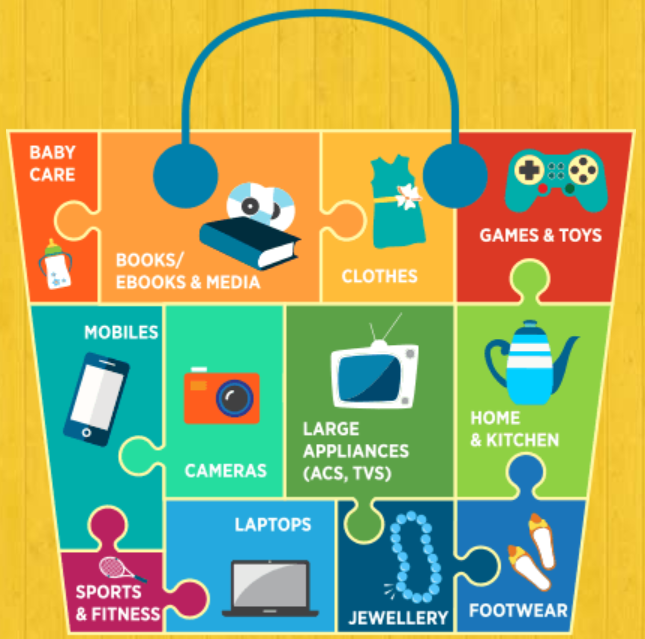 BABY
CARE
BOOKS/
EBOOKS & MEDIA
CLOTHES
GAMES & TOYS
MOBILES
CAMERAS
LARGE
APPLIANCES
(ACS, TVS)
HOME
& KITCHEN
SPORTS
& FITNESS
LAPTOPS
JEWELLERY
FOOTWEAR